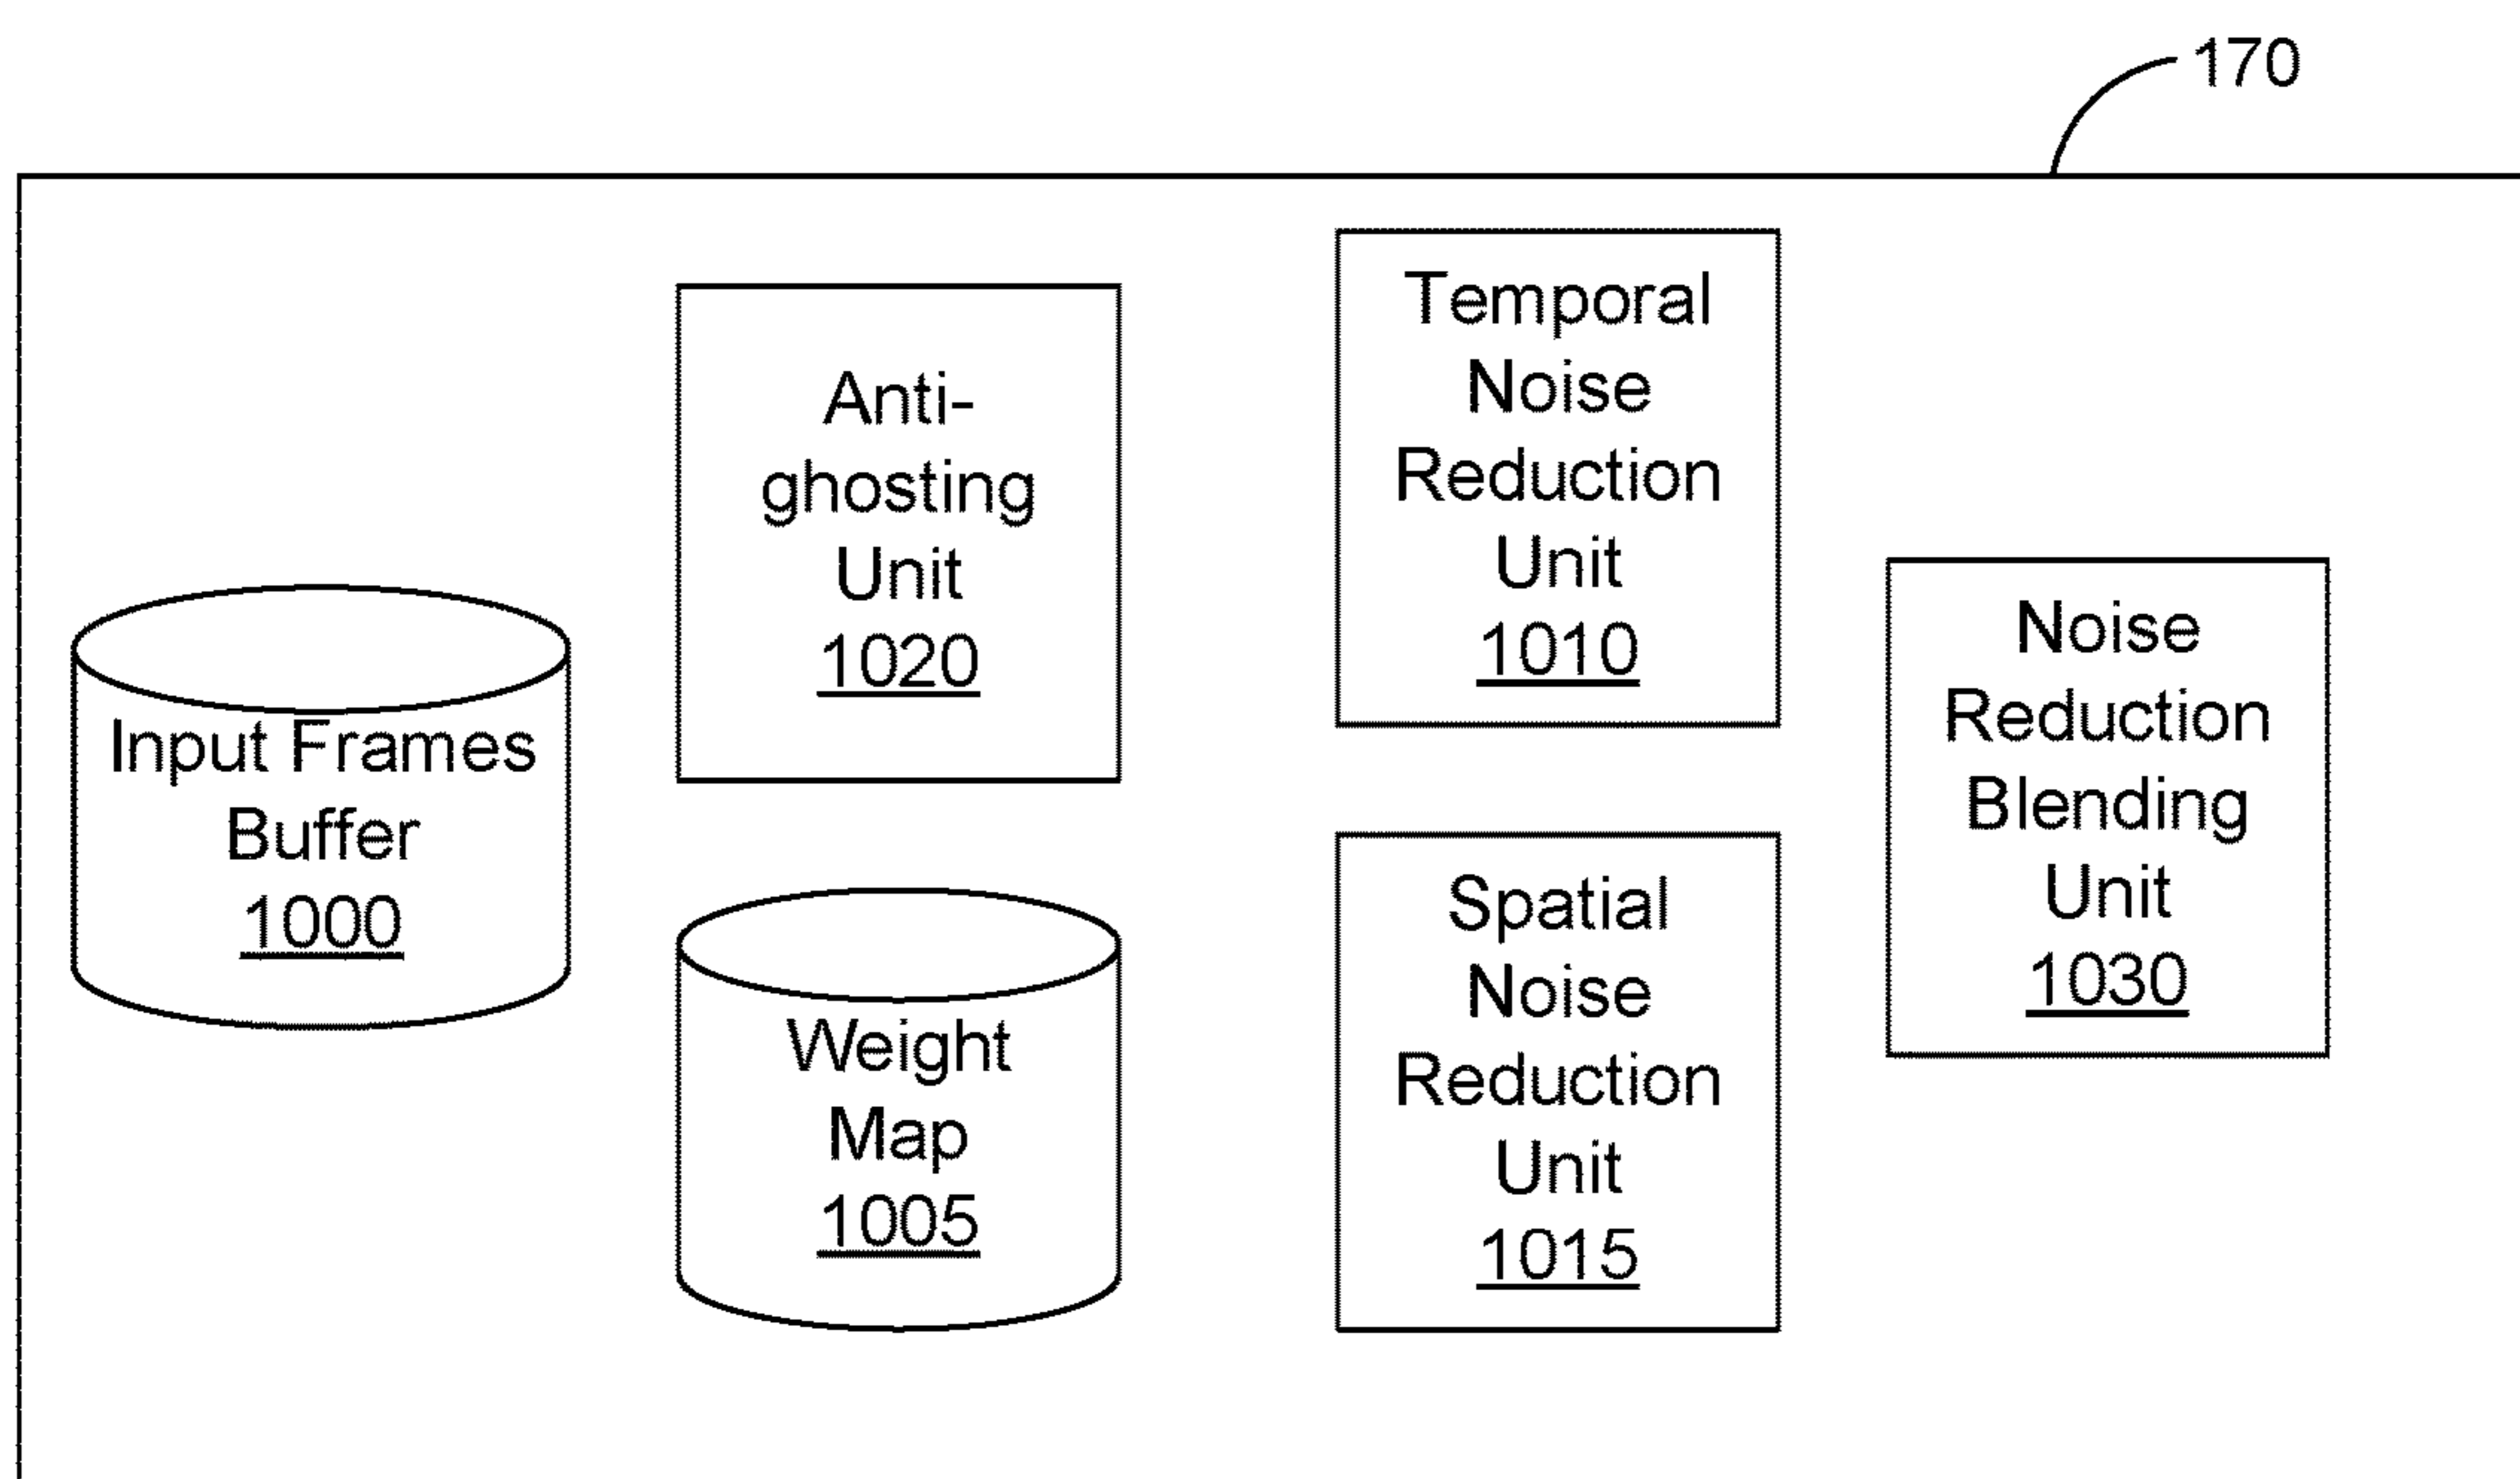 170
Input Frames
Buffer
1000
Anti-
ghosting
Unit
1020
Weight
Map
1005
Temporal
Noise
Reduction
Unit
1010
Spatial
Noise
Reduction
Unit
1015
Noise
Reduction
Blending
Unit
1030